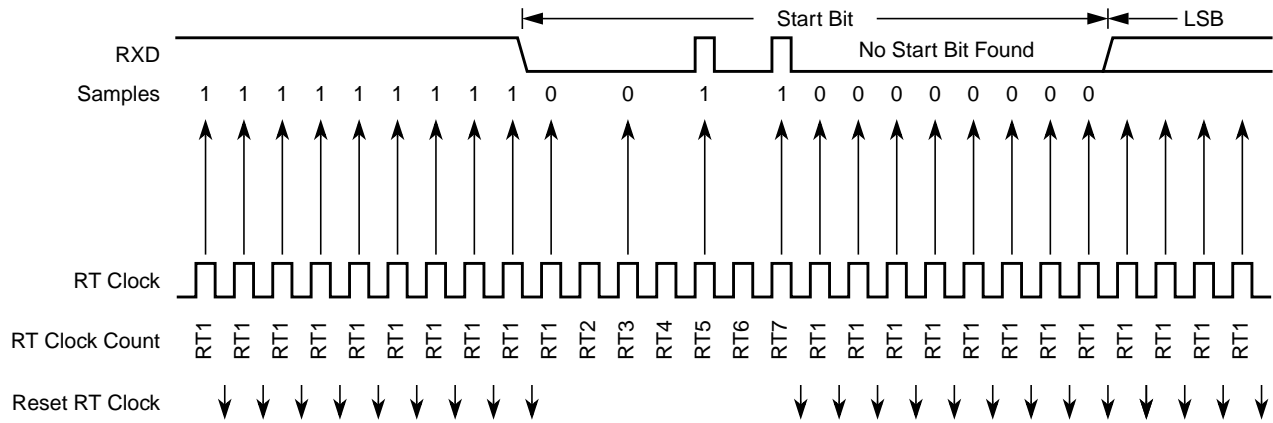 Start Bit LSB
RXD No Start Bit Found
Samples 1 1 1 1 1 1 1 1 1 0 0 1 1 0 0 0 0 0 0 0 0
RT Clock
RT Clock Count RT1 RT1 RT1 RT1 RT1 RT1 RT1 RT1 RT1 RT1 RT2 RT3 RT4 RT5 RT6 RT7 RT1 RT1 RT1 RT1 RT1 RT1 RT1 RT1 RT1 RT1 RT1 RT1
Reset RT Clock